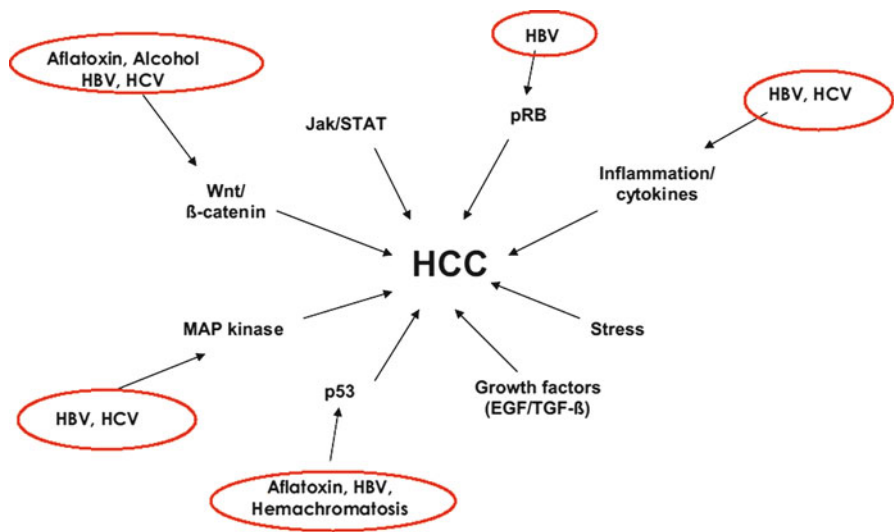 HBV
Aflatoxin, Alcohol
HBV, HCV
HBV, HCV
Jak/STAT
pRB
Inflammation/
cytokines
Wnt/
ß-catenin
HCC
MAP kinase
Stress
p53
Growth factors
(EGF/TGF-ß)
HBV, HCV
Aflatoxin, HBV,
Hemachromatosis